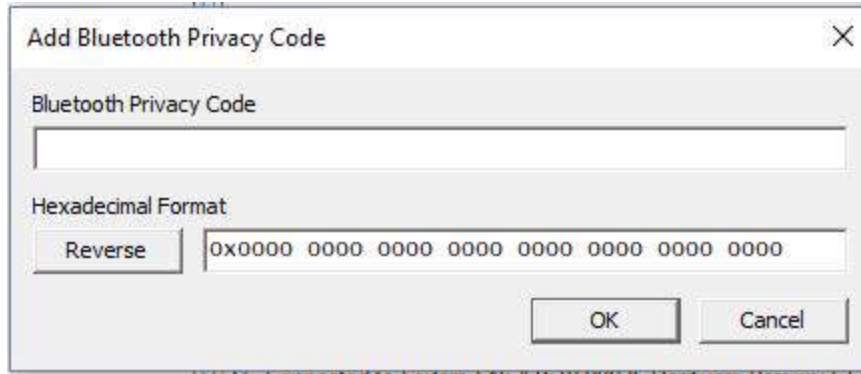 Add Bluetooth Privacy Code
Bluetooth Privacy Code
Hexadecimal Format
Reverse 0x0000 0000 0000 0000 0000 0000 0000 0000
OK Cancel